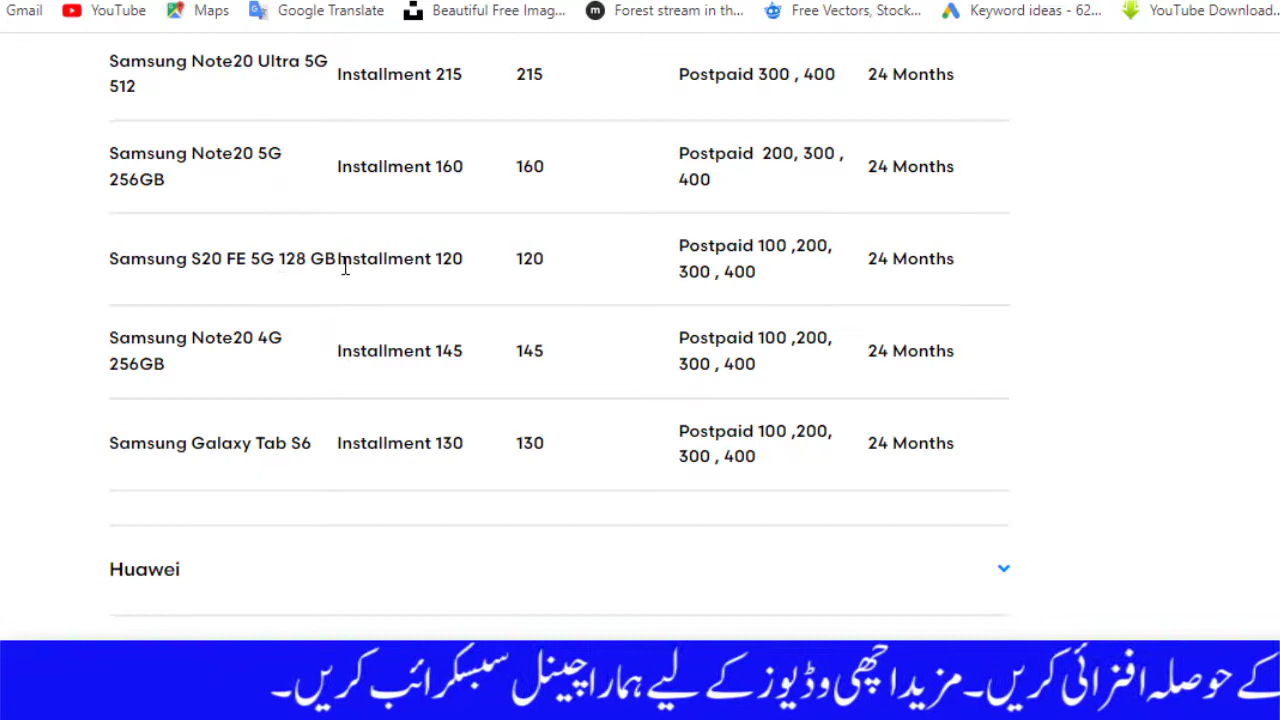 Gmail YouTube Maps Google Translate Beautiful Free Imag... Forest stream in th... Free Vectors, Stock... Keyword ideas - 62... YouTube Download...
Samsung Note20 Ultra 5G 512 Installment 215 215 Postpaid 300 , 400 24 Months
Samsung Note20 5G 256GB Installment 160 160 Postpaid 200, 300 , 400 24 Months
Samsung S20 FE 5G 128 GB Installment 120 120 Postpaid 100 ,200, 300 , 400 24 Months
Samsung Note20 4G 256GB Installment 145 145 Postpaid 100 ,200, 300 , 400 24 Months
Samsung Galaxy Tab S6 Installment 130 130 Postpaid 100 ,200, 300 , 400 24 Months
Huawei
کے حوصلہ افزائی کریں۔ مزید اچھی وڈیوز کے لیے ہمارا چینل سبسکرائب کریں۔